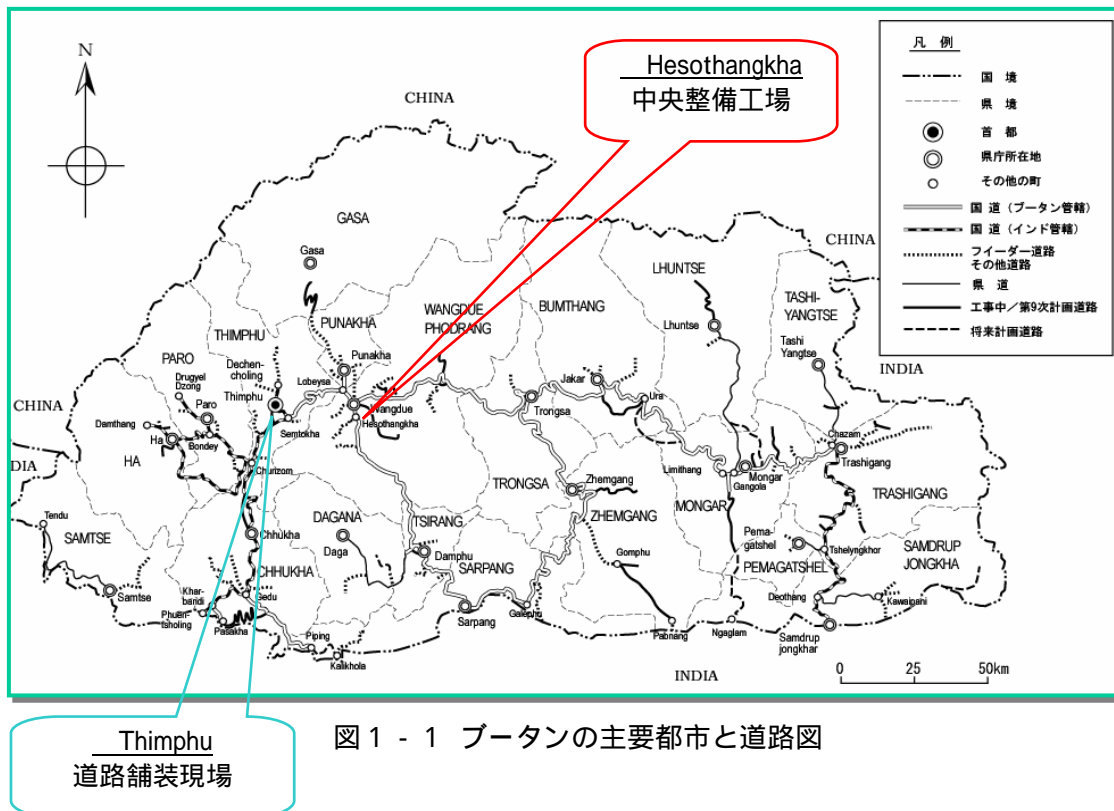 N
Hesothangkha
中央整備工場
CHINA
凡 例
国 境
県 境
首 都
県庁所在地
その他の町
国 道（ブータン管轄）
国 道（インド管轄）
フイーダー道路
その他道路
県 道
工事中／第9次計画道路
将来計画道路
GASA
Gasa
CHINA
LHUNTSE
TASHI-
YANGTSE
WANGDUE
PHODRANG
BUMTHANG
PUNAKHA
THIMPHU
Lhuntse
Tashi
Yangtse
INDIA
PARO
Dechen-
choling
Punakha
Drugyel
Dzong
Lobeysa
Jakar
Ura
CHINA
Thimphu
Paro
Wangdue
Trongsa
Damthang
Semtokha
Hesothangkha
Ha
Bondey
Chazam
Trashigang
HA
Chuzom
Limithang
Mongar
Gangola
DIA
TRONGSA
Zhemgang
MONGAR
TRASHIGANG
Tendu
DAGANA
TSIRANG
ZHEMGANG
SAMTSE
Chhukha
Daga
Damphu
Pema-
gatshel
Tshelyngkhor
SAMDRUP
JONGKHA
CHHUKHA
SARPANG
Gomphu
PEMAGATSHEL
Samtse
Khar-
baridi
Gedu
Deothang
Kawaipani
Phuen-
tsholing
Pasakha
Sarpang
Galephu
Pabnang
Ngaglam
Samdrup
jongkhar
Piping
Kalikhola
INDIA
0 25 50km
Thimphu
道路舗装現場
図１-１ ブータンの主要都市と道路図